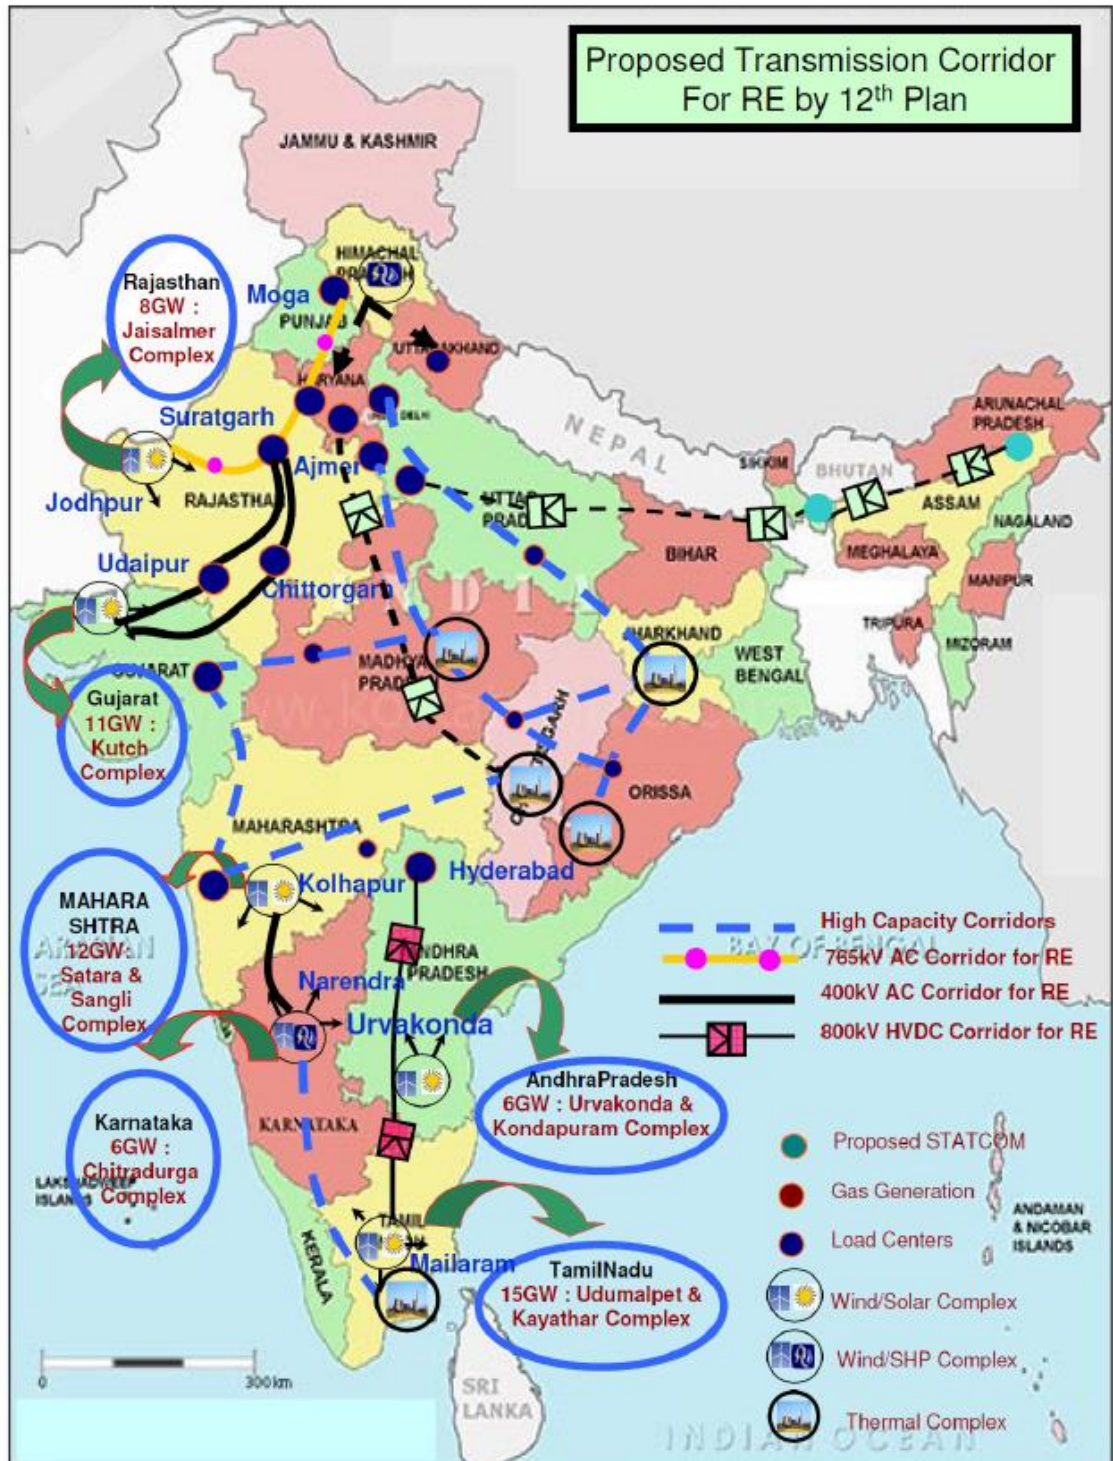 Proposed Transmission Corridor
For RE by 12th Plan
JAMMU & KASHMIR
HIMACHAL
Rajasthan
8GW :
Jaisalmer
Complex
Moga
PUNJAB
UTTARAKHAND
HARYANA
DELHI
Suratgarh
Ajmer
NEPAL
ARUNACHAL
PRADESH
SIKKIM
BHUTAN
ASSAM
NAGALAND
Jodhpur
RAJASTHAN
UTTAR
PRAD
BIHAR
MEGHALAYA
MANIPUR
Udaipur
Chittorgarh
INDIA
TRIPURA
MIZORAM
JHARKHAND
WEST
BENGAL
GUJARAT
MADHYA
PRADE
Gujarat
11GW :
Kutch
Complex
ORISSA
MAHARASHTRA
Hyderabad
Kolhapur
MAHARA
SHTRA
12GW:
Satara &
Sangli
Complex
ARABIAN
SEA
ANDHRA
PRADESH
Narendra
Urvakonda
BAY OF BENGAL
High Capacity Corridors
765kV AC Corridor for RE
400kV AC Corridor for RE
800kV HVDC Corridor for RE
AndhraPradesh
6GW : Urvakonda &
Kondapuram Complex
Karnataka
6GW :
Chitradurga
Complex
KARNATAKA
LAKSHADWEEP
ISLANDS
KERALA
TAMIL
Mailaram
TamilNadu
15GW : Udumalpet &
Kayathar Complex
Proposed STATCOM
Gas Generation
Load Centers
Wind/Solar Complex
Wind/SHP Complex
Thermal Complex
ANDAMAN
& NICOBAR
ISLANDS
0 300km
SRI
LANKA
INDIAN OCEAN